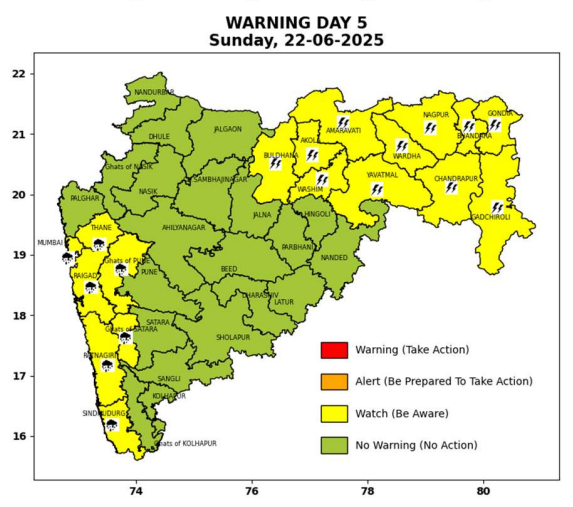 WARNING DAY 5
Sunday, 22-06-2025
22
21
20
19
18
17
16
74
76
78
80
NANDURBAR
DHULE
JALGAON
Ghats of NASIK
NASIK
SAMBHAJINAGAR
PALGHAR
BULDHANA
AKOLA
AMARAVATI
WASHIM
NAGPUR
WARDHA
BHANDARA
GONDIA
YAVATMAL
CHANDRAPUR
GADCHIROLI
JALNA
HINGOLI
PARBHANI
NANDED
THANE
MUMBAI
AHILYANAGAR
Ghats of PUNE
PUNE
RAIGAD
BEED
DHARASHIV
LATUR
SATARA
Ghats of SATARA
SHOLAPUR
RATNAGIRI
SANGLI
KOLHAPUR
SINDHUDURG
Ghats of KOLHAPUR
Warning (Take Action)
Alert (Be Prepared To Take Action)
Watch (Be Aware)
No Warning (No Action)